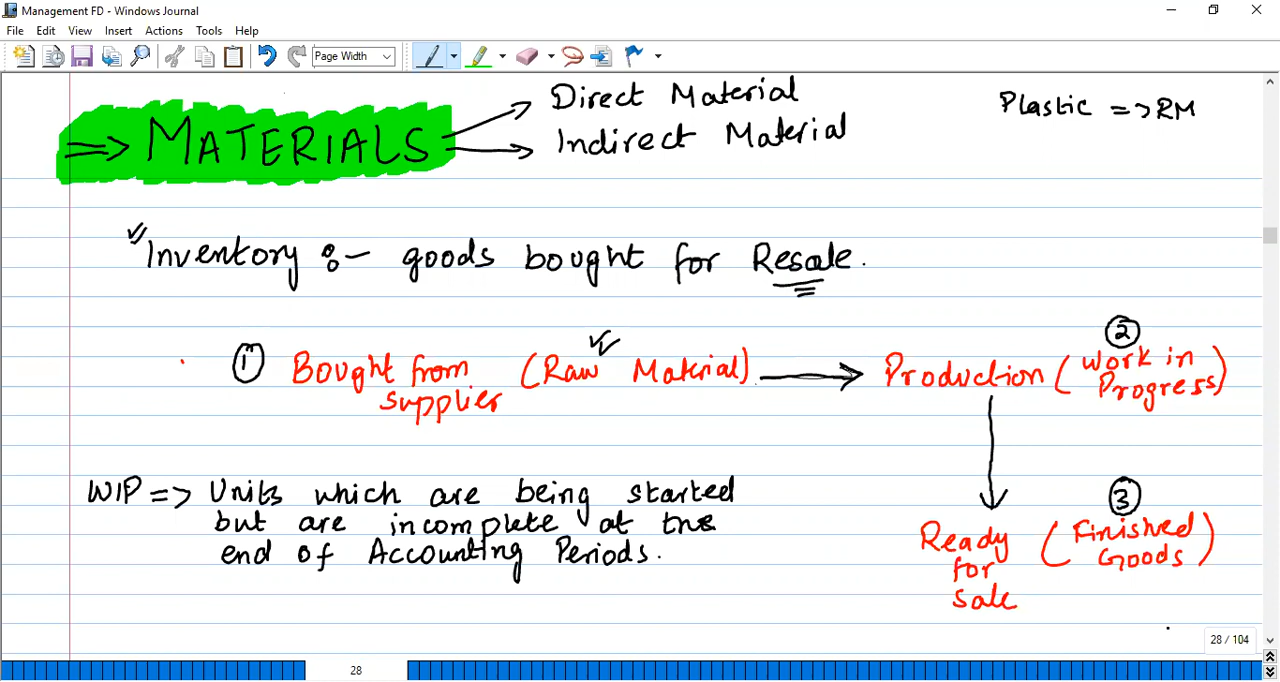 Management FD - Windows Journal
File Edit View Insert Actions Tools Help
Page Width
=> MATERIALS
Direct Material
Indirect Material
Plastic => RM
Inventory :- goods bought for Resale.
1 Bought from supplier (Raw Material)
Production (Work in Progress)
2
WIP => Units which are being started
but are incomplete at the
end of Accounting Periods.
3
Ready for sale (Finished Goods)
28 / 104
28